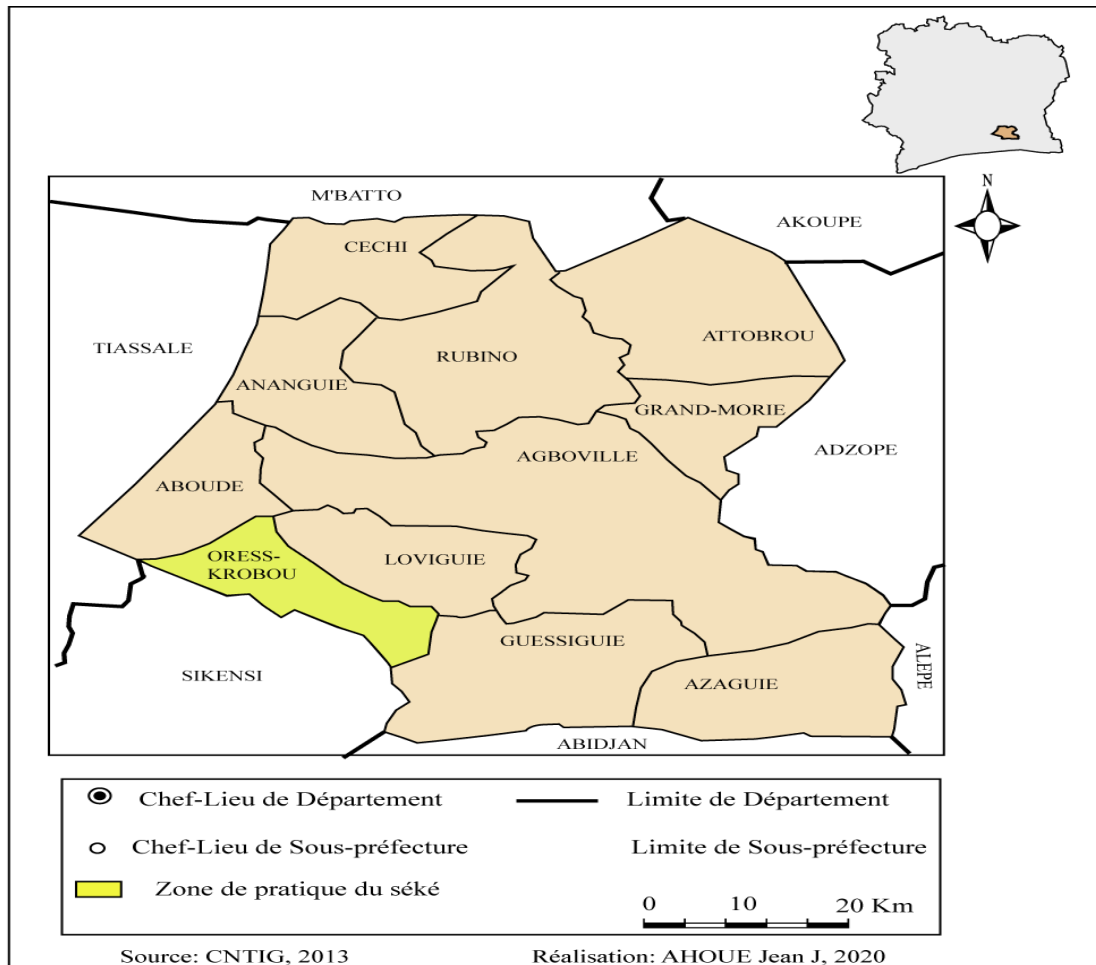 N
M'BATTO
AKOUPE
CECHI
TIASSALE
RUBINO
ATTOBROU
ANANGUIE
GRAND-MORIE
AGBOVILLE
ADZOPE
ABOUDE
ORESS-
KROBOU
LOVIGUIE
GUESSIGUIE
ALEPE
SIKENSI
AZAGUIE
ABIDJAN
Chef-Lieu de Département
Limite de Département
Chef-Lieu de Sous-préfecture
Limite de Sous-préfecture
Zone de pratique du séké
0 10 20 Km
Source: CNTIG, 2013
Réalisation: AHOUE Jean J, 2020